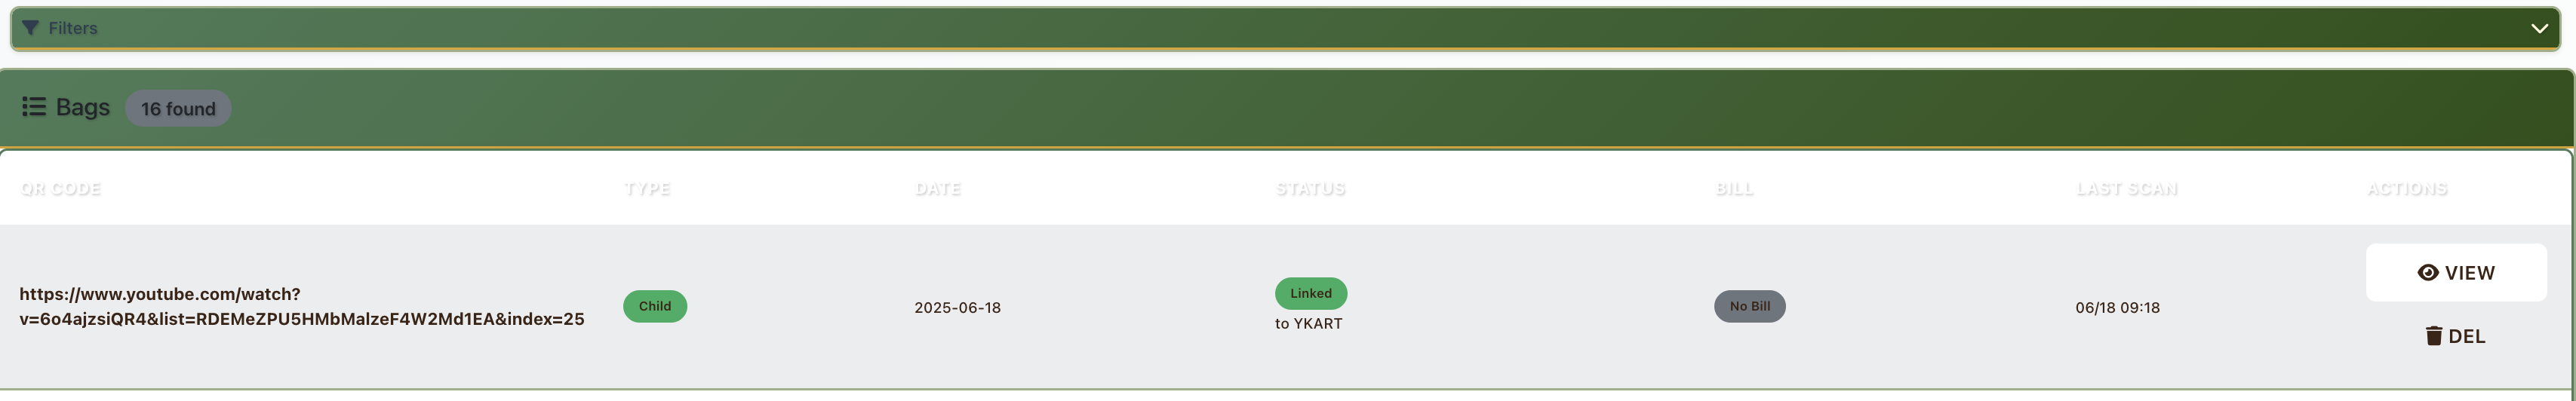 Filters
Bags 16 found
QR CODE TYPE DATE STATUS BILL LAST SCAN ACTIONS
https://www.youtube.com/watch?
v=6o4ajzsiQR4&list=RDEMeZPU5HMbMalzeF4W2Md1EA&index=25
Child
2025-06-18
Linked
to YKART
No Bill
06/18 09:18
VIEW
DEL